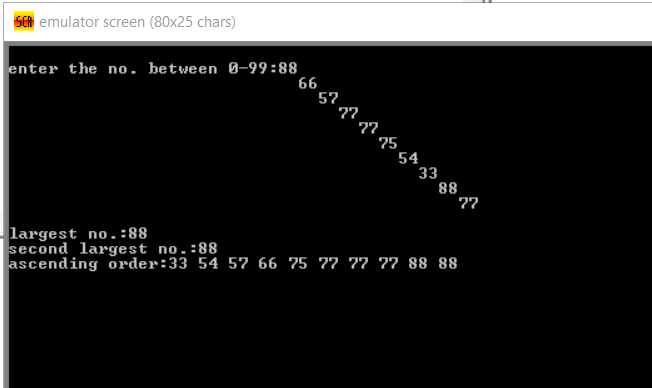 SCR emulator screen (80x25 chars)
enter the no. between 0-99:88
66
57
77
77
75
54
33
88
77
largest no.:88
second largest no.:88
ascending order:33 54 57 66 75 77 77 77 88 88